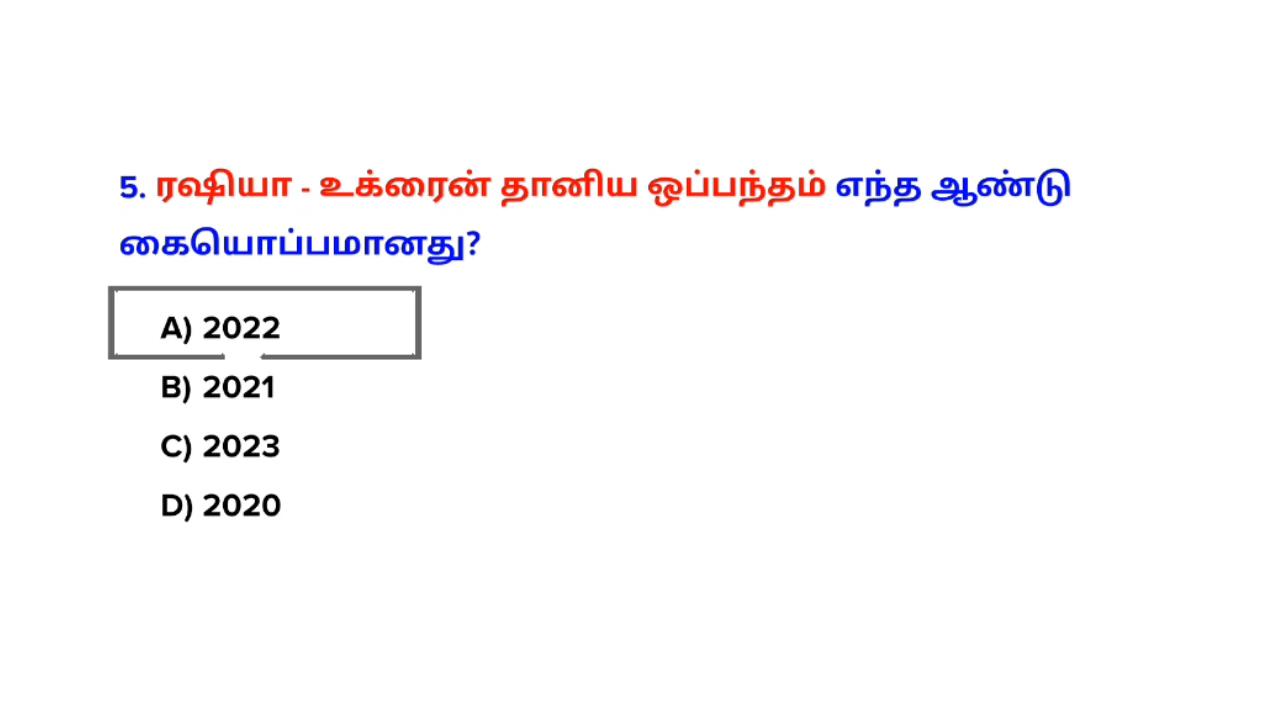 5. ரஷியா - உக்ரைன் தானிய ஒப்பந்தம் எந்த ஆண்டு
கையொப்பமானது?
A) 2022
B) 2021
C) 2023
D) 2020